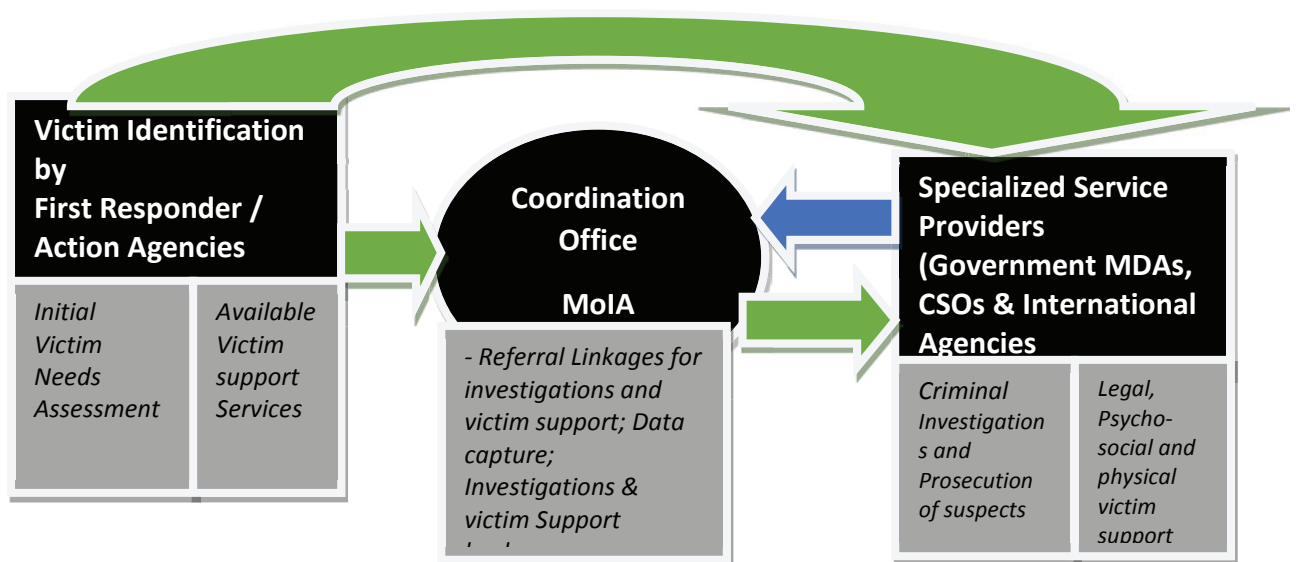 Victim Identification
by
First Responder /
Action Agencies
Initial
Victim
Needs
Assessment
Available
Victim
support
Services
Coordination
Office
MoIA
- Referral Linkages for
investigations and
victim support; Data
capture;
Investigations &
victim Support
Specialized Service
Providers
(Government MDAs,
CSOs & International
Agencies
Criminal
Investigation
s and
Prosecution
of suspects
Legal,
Psycho-
social and
physical
victim
support